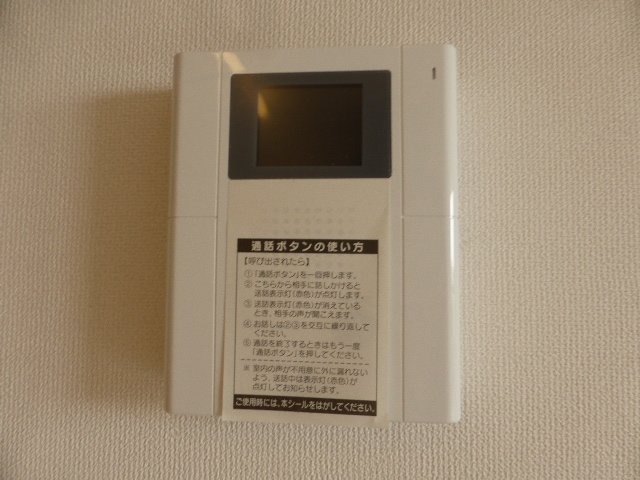 通話ボタンの使い方
【呼び出されたら】
①「通話ボタン」を一回押します。
②こちらから相手に話しかけると
送話表示灯(赤色)が点灯します。
③送話表示灯(赤色)が消えている
とき、相手の声が聞こえます。
④お話しは②③を交互に繰り返して
ください。
⑤通話を終了するときはもう一度
「通話ボタン」を押してください。
※室内の声が不用意に外に漏れない
よう、送話中は表示灯(赤色)が
点灯してお知らせします。
ご使用時には、本シールをはがしてください。